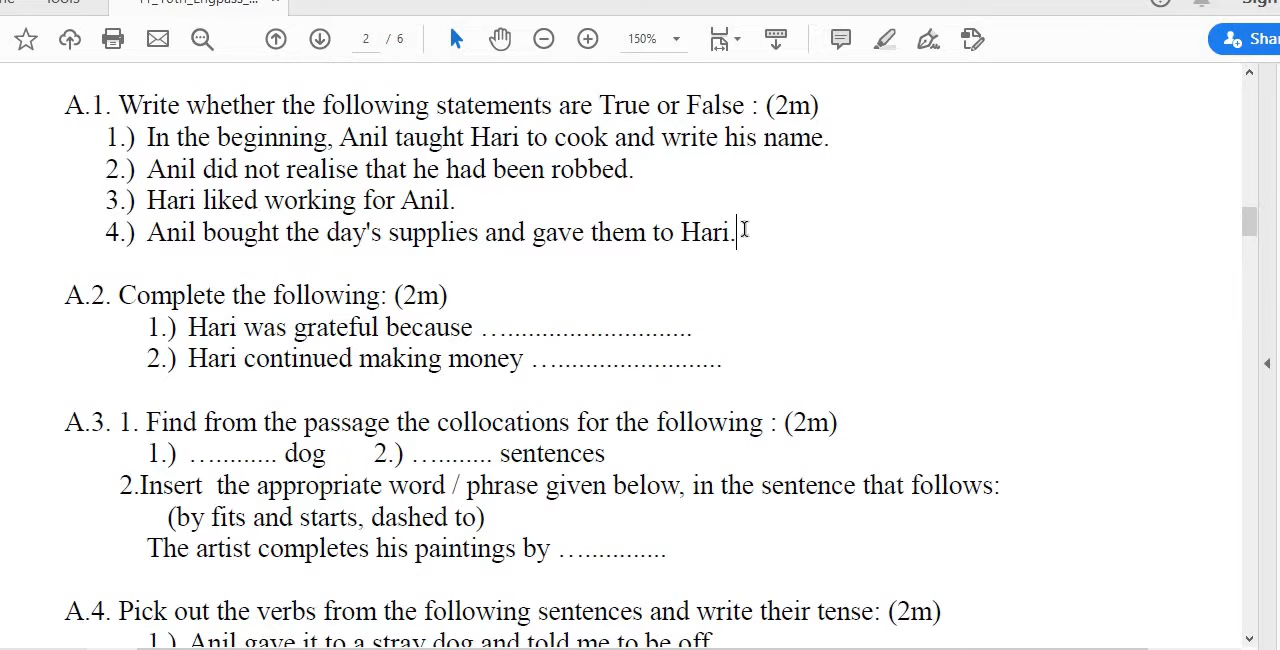 2 / 6
150%
A.1. Write whether the following statements are True or False : (2m)
1.) In the beginning, Anil taught Hari to cook and write his name.
2.) Anil did not realise that he had been robbed.
3.) Hari liked working for Anil.
4.) Anil bought the day's supplies and gave them to Hari.
A.2. Complete the following: (2m)
1.) Hari was grateful because …...........................
2.) Hari continued making money ….........................
A.3. 1. Find from the passage the collocations for the following : (2m)
1.) …......... dog 2.) …........ sentences
2.Insert the appropriate word / phrase given below, in the sentence that follows:
(by fits and starts, dashed to)
The artist completes his paintings by …............
A.4. Pick out the verbs from the following sentences and write their tense: (2m)
1.) Anil gave it to a stray dog and told me to be off